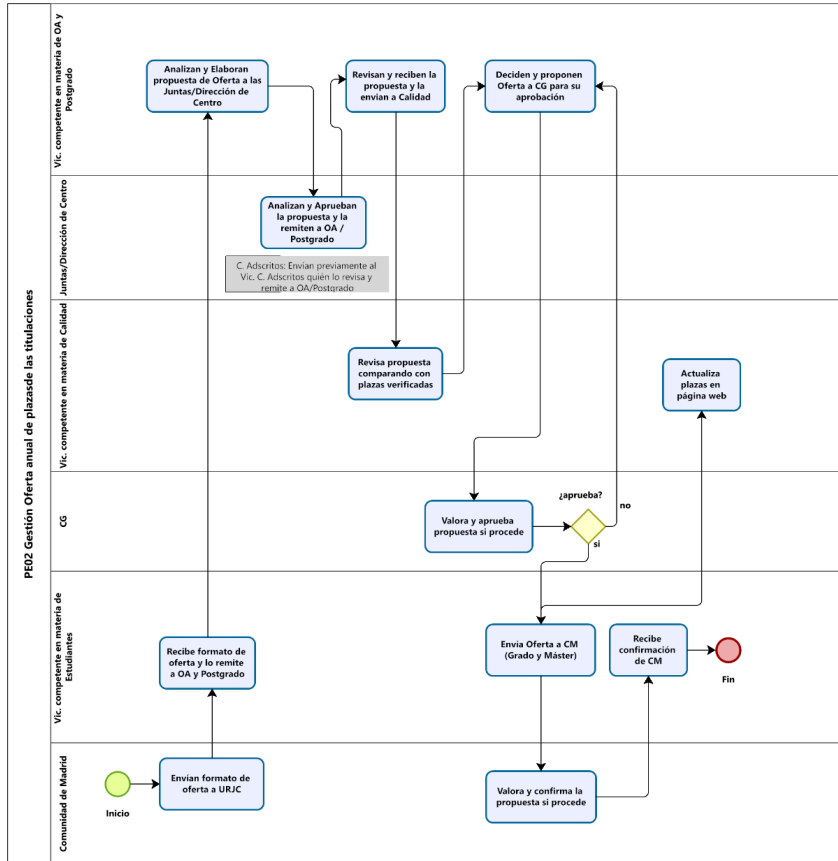 PE02 Gestión Oferta anual de plazasde las titulaciones
Vic. competente en materia de OA y
Postgrado
Analizan y Elaboran
propuesta de Oferta a las
Juntas/Dirección de
Centro
Revisan y reciben la
propuesta y la
envian a Calidad
Deciden y proponen
Oferta a CG para su
aprobación
Juntas/Dirección de Centro
Analizan y Aprueban
la propuesta y la
remiten a OA /
Postgrado
C. Adscritos: Envian previamente al
Vic. C. Adscritos quién lo revisa y
remite a OA/Postgrado
Vic. competente en materia de Calidad
Revisa propuesta
comparando con
plazas verificadas
Actualiza
plazas en
página web
CG
Valora y aprueba
propuesta si procede
¿aprueba?
no
si
Vic. competente en materia de
Estudiantes
Recibe formato de
oferta y lo remite
a OA y Postgrado
Envia Oferta a CM
(Grado y Máster)
Recibe
confirmación
de CM
Fin
Comunidad de Madrid
Inicio
Envian formato de
oferta a URJC
Valora y confirma la
propuesta si procede